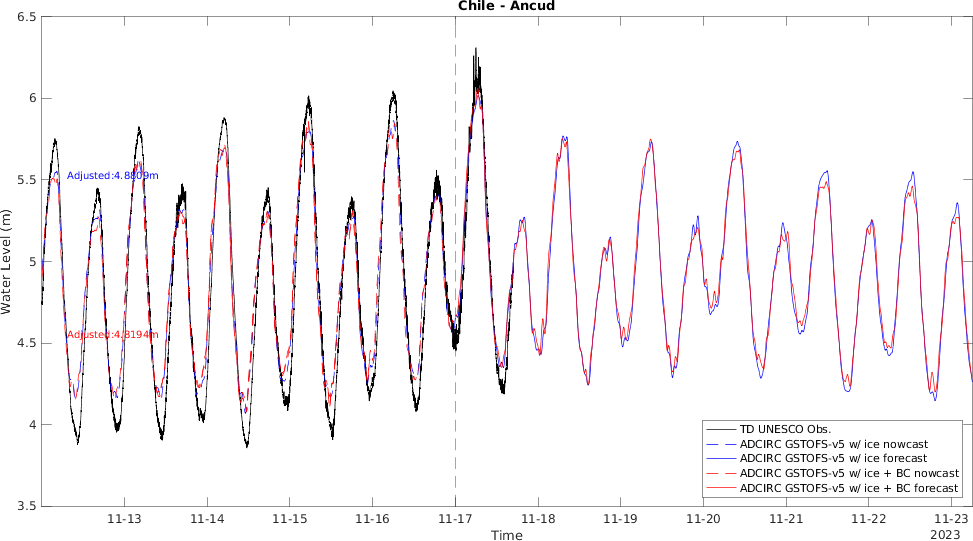 Chile - Ancud
6.5
6
5.5
5
4.5
4
3.5
Water Level (m)
Adjusted:4.8809m
Adjusted:4.8194m
TD UNESCO Obs.
ADCIRC GSTOFS-v5 w/ice nowcast
ADCIRC GSTOFS-v5 w/ice forecast
ADCIRC GSTOFS-v5 w/ice + BC nowcast
ADCIRC GSTOFS-v5 w/ice + BC forecast
11-13 11-14 11-15 11-16 11-17 11-18 11-19 11-20 11-21 11-22 11-23
2023
Time